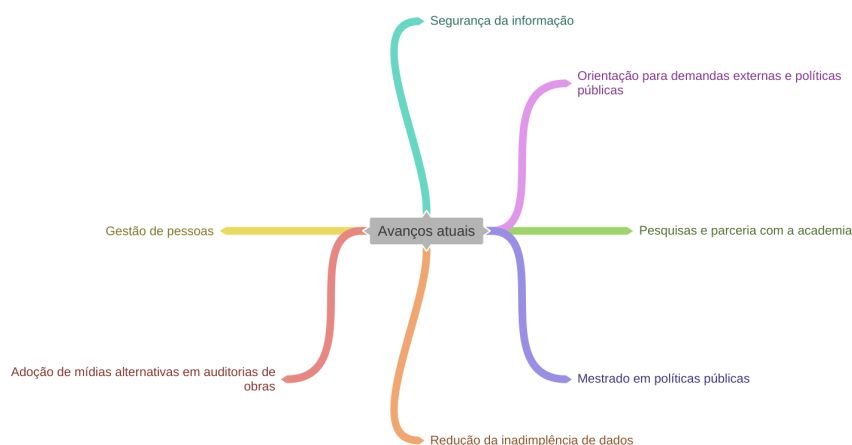 Segurança da informação
Orientação para demandas externas e políticas
públicas
Gestão de pessoas
Avanços atuais
Pesquisas e parceria com a academia
Adoção de mídias alternativas em auditorias de
obras
Mestrado em políticas públicas
Redução da inadimplência de dados